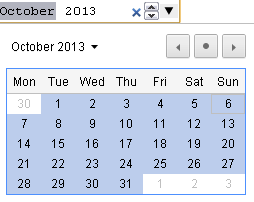 October 2013
October 2013
Mon Tue Wed Thu Fri Sat Sun
30 1 2 3 4 5 6
7 8 9 10 11 12 13
14 15 16 17 18 19 20
21 22 23 24 25 26 27
28 29 30 31 1 2 3